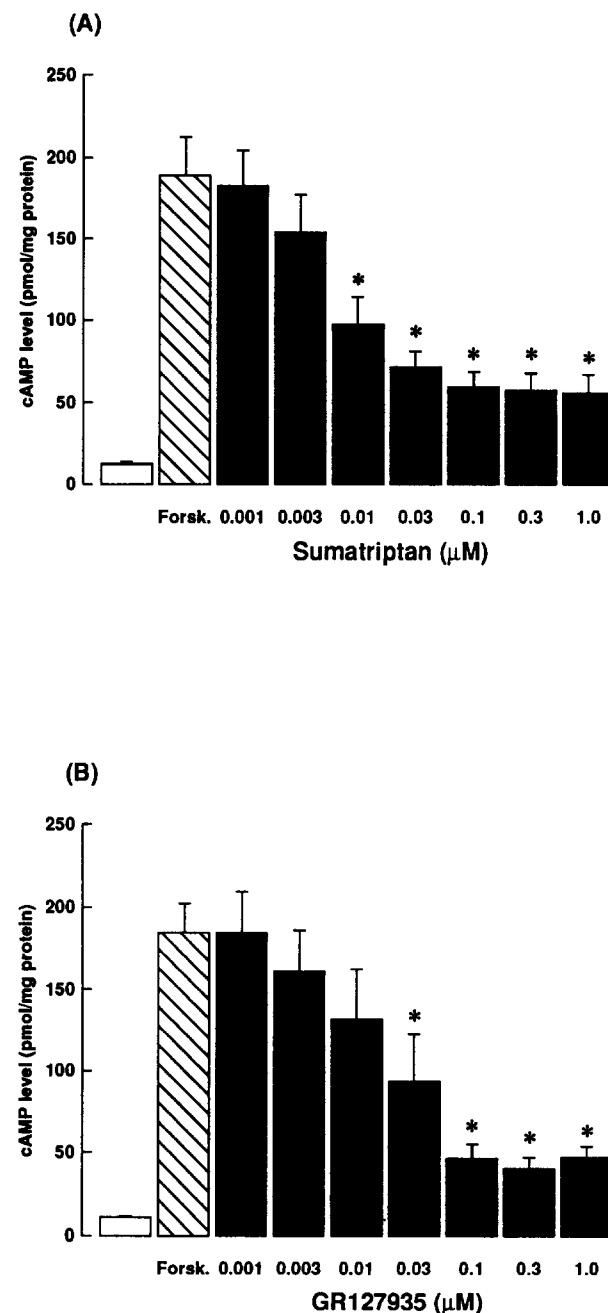 (A)
250
200
150
100
50
0
cAMP level (pmol/mg protein)
* * * * *
Forsk. 0.001 0.003 0.01 0.03 0.1 0.3 1.0
Sumatriptan (µM)
(B)
250
200
150
100
50
0
cAMP level (pmol/mg protein)
* * * *
Forsk. 0.001 0.003 0.01 0.03 0.1 0.3 1.0
GR127935 (µM)